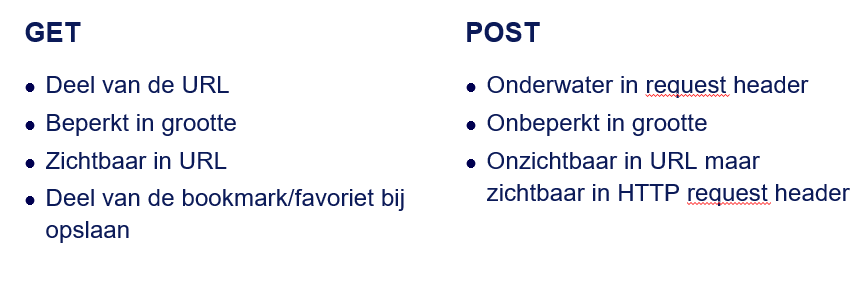 GET
• Deel van de URL
• Beperkt in grootte
• Zichtbaar in URL
• Deel van de bookmark/favoriet bij
opslaan
POST
• Onderwater in request header
• Onbeperkt in grootte
• Onzichtbaar in URL maar
zichtbaar in HTTP request header